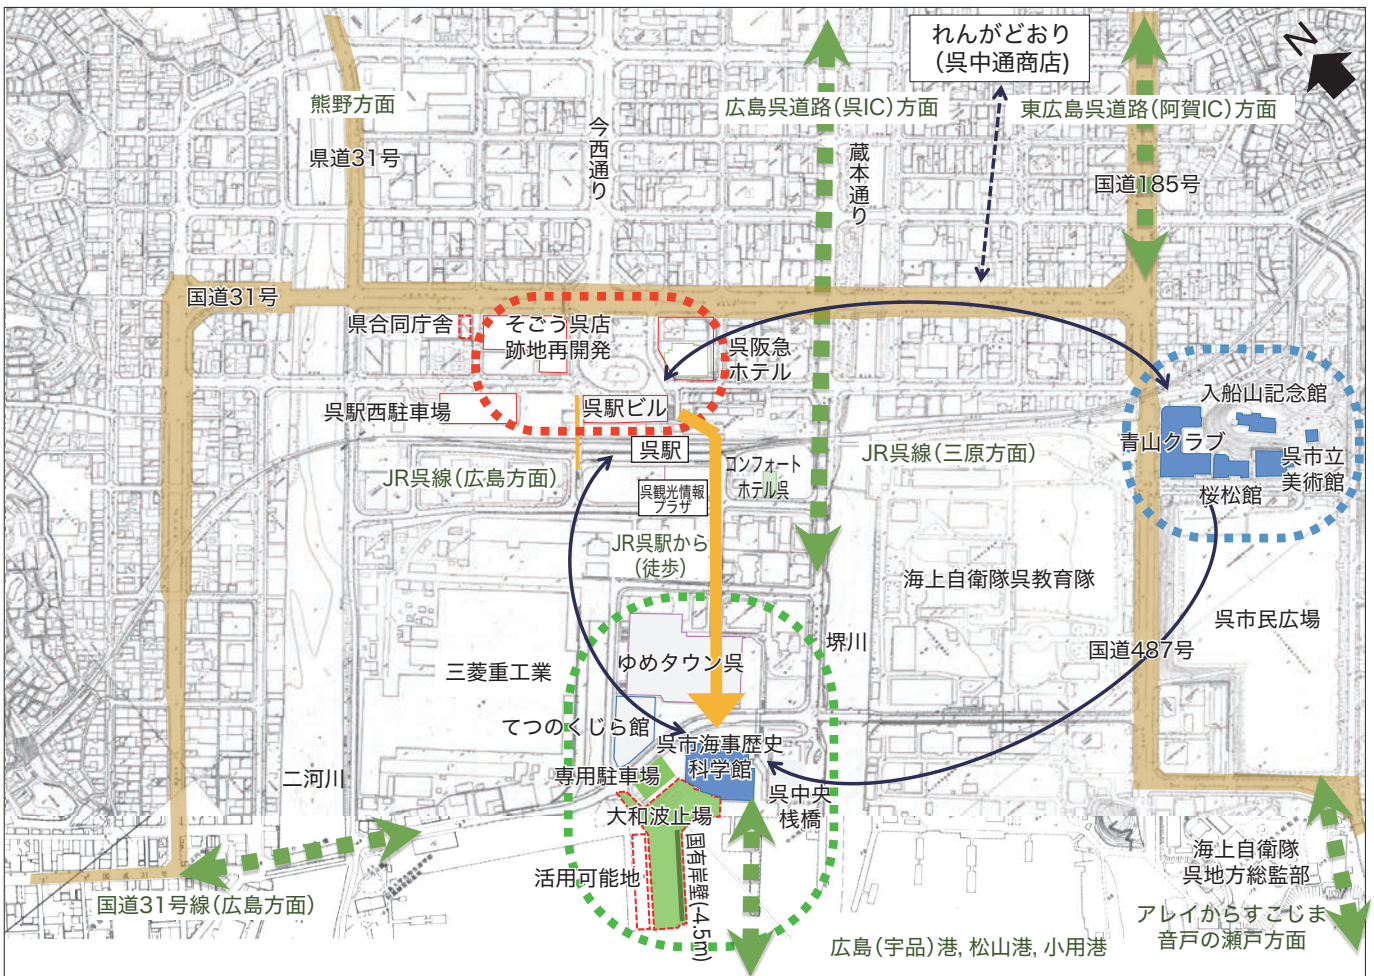 れんがどおり
(呉中通商店)
N
熊野方面
広島呉道路(呉IC)方面
東広島呉道路(阿賀IC)方面
県道31号
今西通り
蔵本通り
国道185号
国道31号
県合同庁舎
そごう呉店
跡地再開発
呉阪急
ホテル
呉駅西駐車場
呉駅ビル
入船山記念館
青山クラブ
呉市立
美術館
桜松館
呉駅
JR呉線(広島方面)
コンフォート
ホテル呉
JR呉線(三原方面)
呉観光情報
プラザ
JR呉駅から
(徒歩)
海上自衛隊呉教育隊
呉市民広場
堺川
国道487号
三菱重工業
ゆめタウン呉
てつのくじら館
呉市海事歴史
科学館
専用駐車場
二河川
呉中央
桟橋
大和波止場
国有岸壁(-4.5m)
活用可能地
海上自衛隊
呉地方総監部
国道31号線(広島方面)
アレイからすこじま
音戸の瀬戸方面
広島(宇品)港, 松山港, 小用港